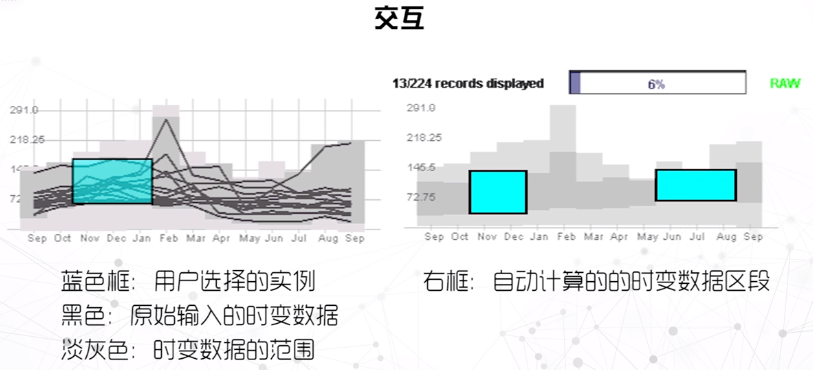 交互
13/224 records displayed 6% RAW
291.0
218.25
145.
72
Sep Oct Nov Dec Jan Feb Mar Apr May Jun Jul Aug Sep
291.0
218.25
145.5
72.75
Sep Oct Nov Dec Jan Feb Mar Apr May Jun Jul Aug Sep
蓝色框：用户选择的实例
黑色：原始输入的时变数据
淡灰色：时变数据的范围
右框：自动计算的的时变数据区段